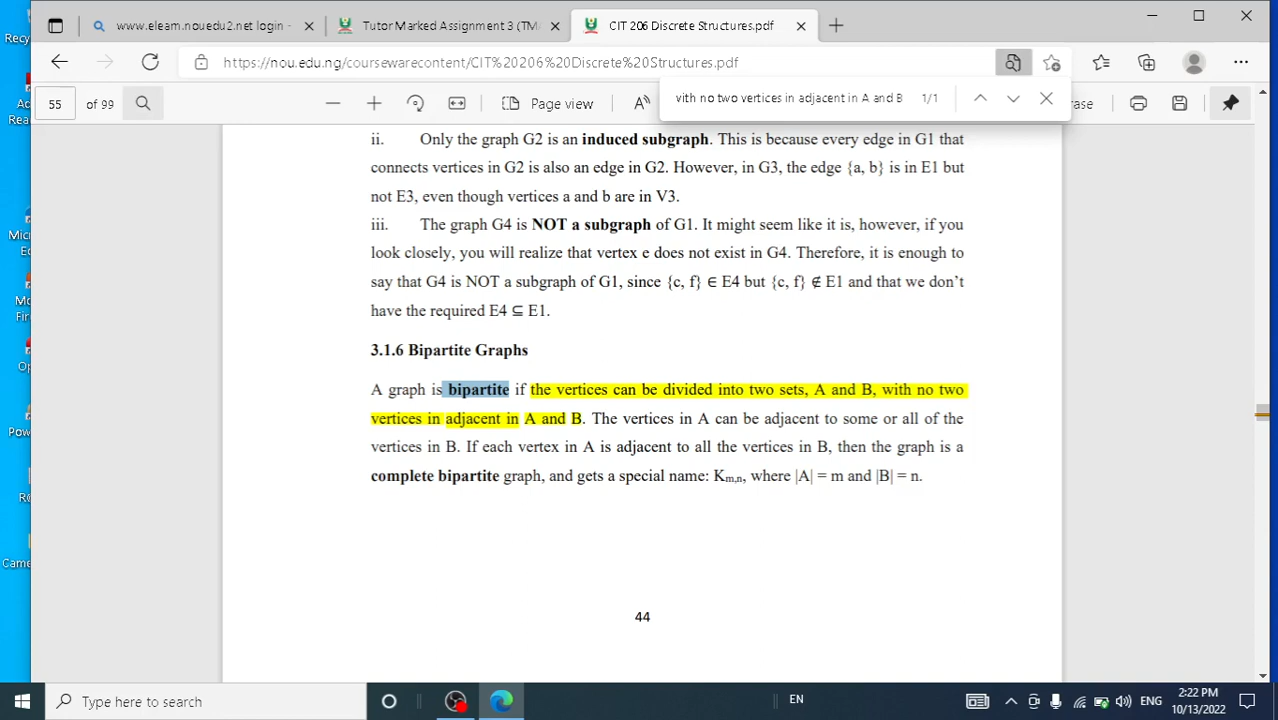 www.elearn.nouedu2.net login -
Tutor Marked Assignment 3 (TMA
CIT 206 Discrete Structures.pdf
https://nou.edu.ng/coursewarecontent/CIT%20206%20Discrete%20Structures.pdf
vith no two vertices in adjacent in A and B 1/1
55 of 99
Page view
ase
ii. Only the graph G2 is an induced subgraph. This is because every edge in G1 that
connects vertices in G2 is also an edge in G2. However, in G3, the edge {a, b} is in E1 but
not E3, even though vertices a and b are in V3.
iii. The graph G4 is NOT a subgraph of G1. It might seem like it is, however, if you
look closely, you will realize that vertex e does not exist in G4. Therefore, it is enough to
say that G4 is NOT a subgraph of G1, since {c, f} ∈ E4 but {c, f} ∉ E1 and that we don’t
have the required E4 ⊆ E1.
3.1.6 Bipartite Graphs
A graph is bipartite if the vertices can be divided into two sets, A and B, with no two
vertices in adjacent in A and B. The vertices in A can be adjacent to some or all of the
vertices in B. If each vertex in A is adjacent to all the vertices in B, then the graph is a
complete bipartite graph, and gets a special name: Km,n, where |A| = m and |B| = n.
44
Type here to search
EN
ENG
2:22 PM
10/13/2022